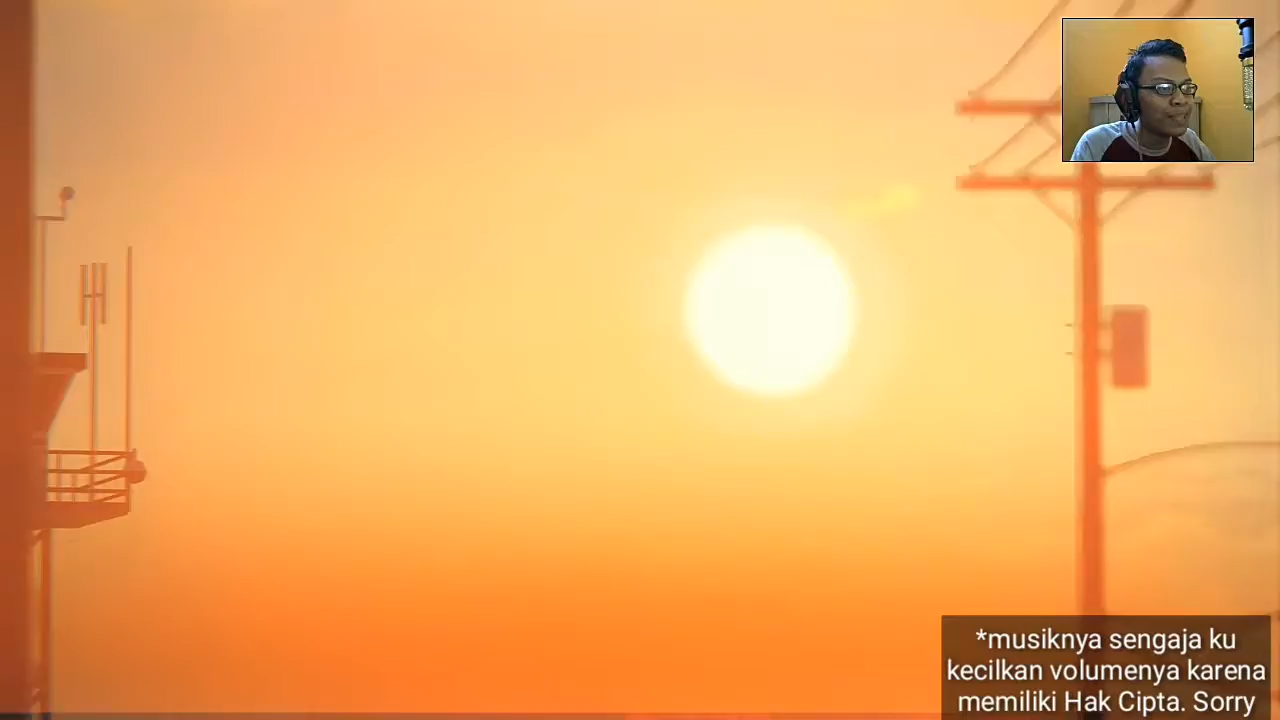 *musiknya sengaja ku
kecilkan volumenya karena
memiliki Hak Cipta. Sorry